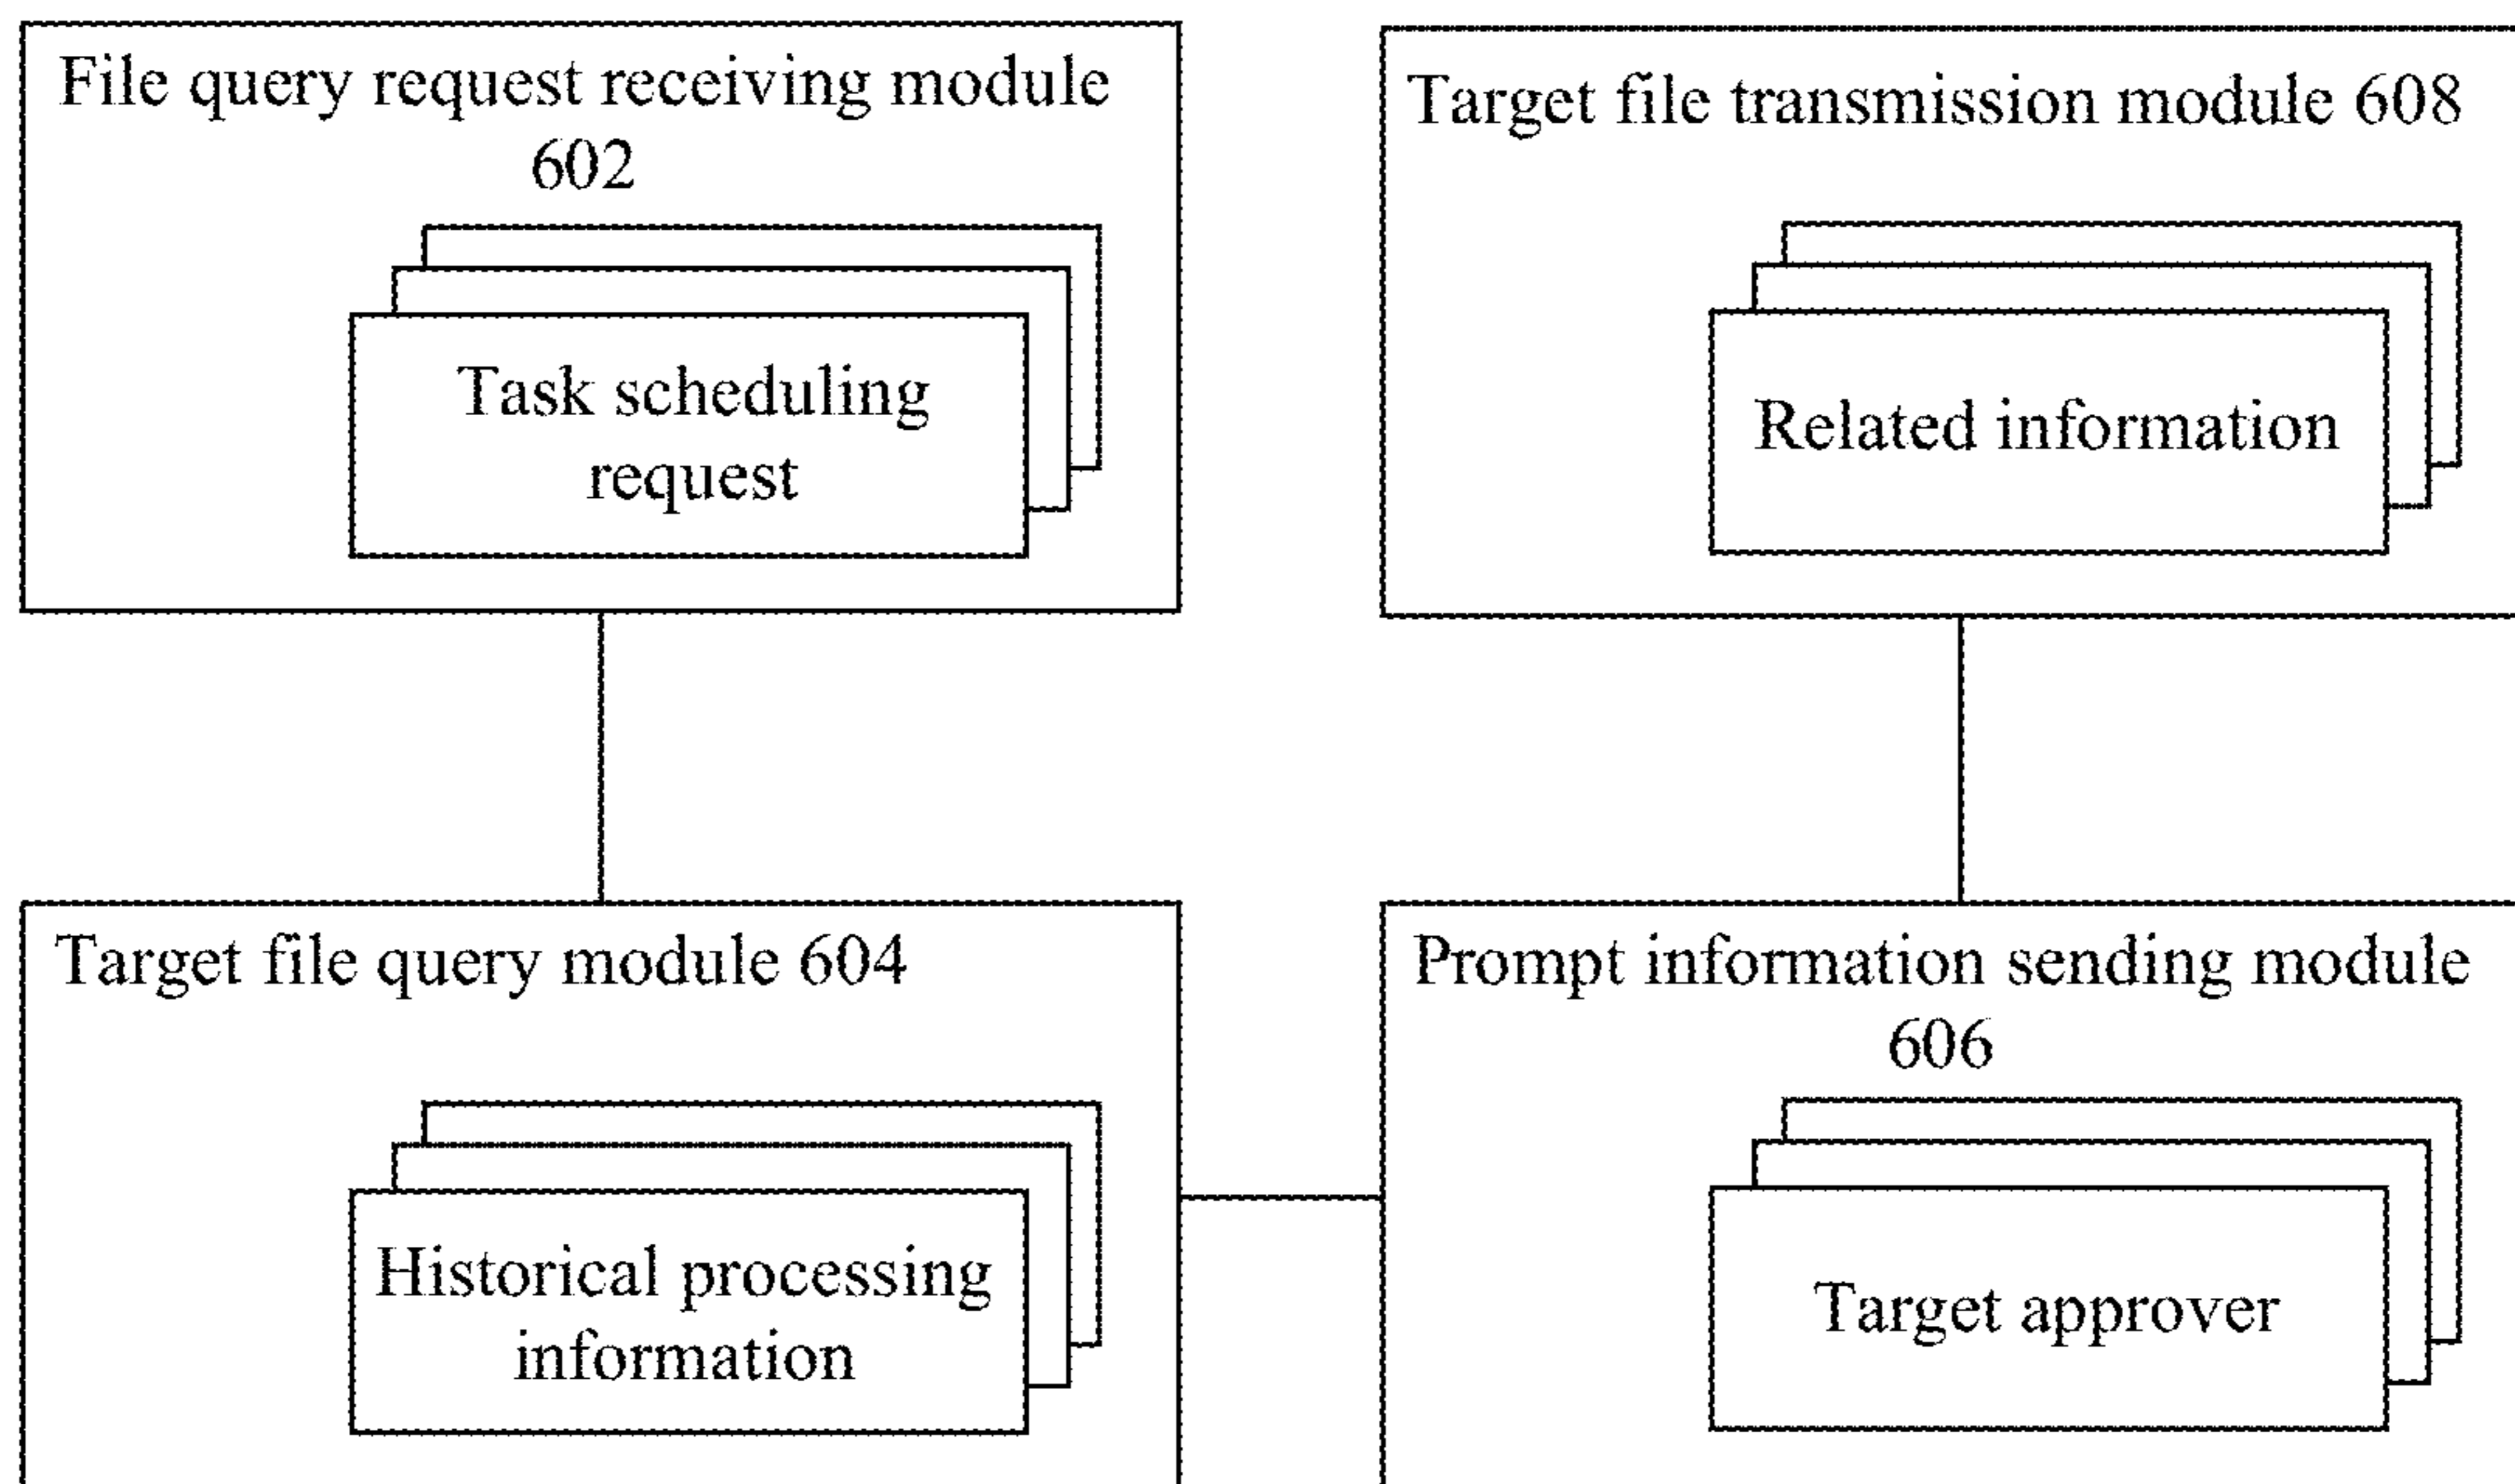 File query request receiving module
602
Task scheduling
request
Target file transmission module 608
Related information
Target file query module 604
Historical processing
information
Prompt information sending module
606
Target approver